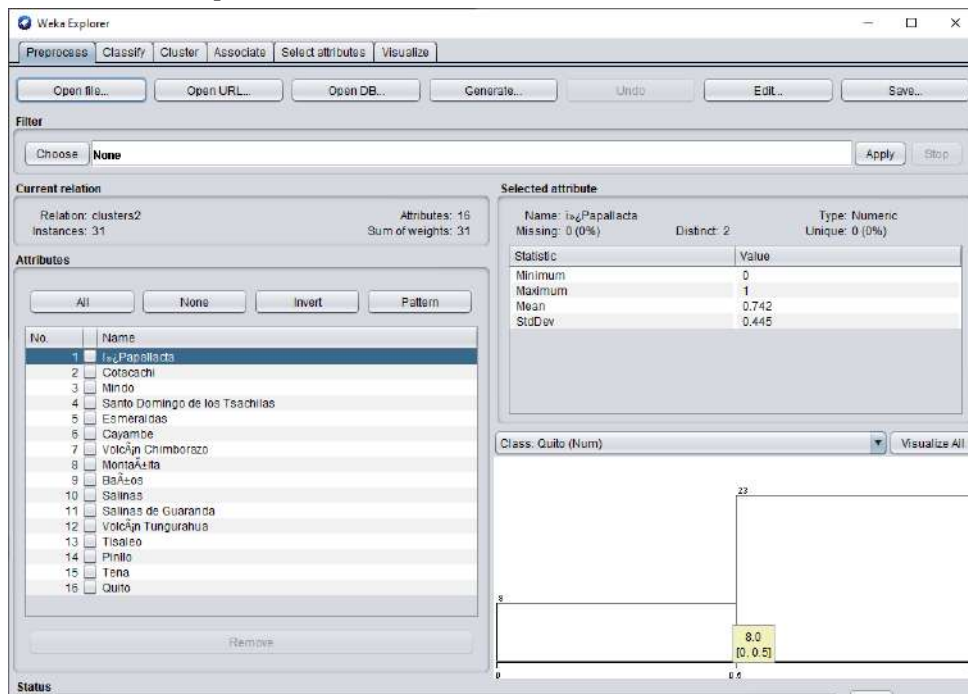 Weka Explorer
Preprocess Classify Cluster Associate Select attributes Visualize
Open file... Open URL... Open DB... Generate... Undo Edit... Save...
Filter
Choose None Apply Stop
Current relation
Relation: clusters2 Attributes: 16
Instances: 31 Sum of weights: 31
Selected attribute
Name: ï»¿Papallacta Type: Numeric
Missing: 0 (0%) Distinct: 2 Unique: 0 (0%)
Statistic Value
Minimum 0
Maximum 1
Mean 0.742
StdDev 0.445
Attributes
All None Invert Pattern
No. Name
1 ï»¿Papallacta
2 Cotacachi
3 Mindo
4 Santo Domingo de los Tsachilas
5 Esmeraldas
6 Cayambe
7 VolcÃ¡n Chimborazo
8 MontaÃ±ita
9 BaÃ±os
10 Salinas
11 Salinas de Guaranda
12 VolcÃ¡n Tungurahua
13 Tisaleo
14 Pinllo
15 Tena
16 Quito
Remove
Class: Quito (Num) Visualize All
23
8
8.0
[0, 0.5]
0 0.5
Status